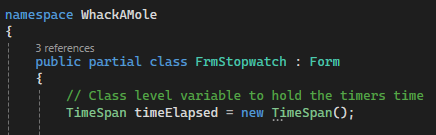 namespace WhackAMole
{
3 references
public partial class FrmStopwatch : Form
{
// Class level variable to hold the timers time
TimeSpan timeElapsed = new TimeSpan();